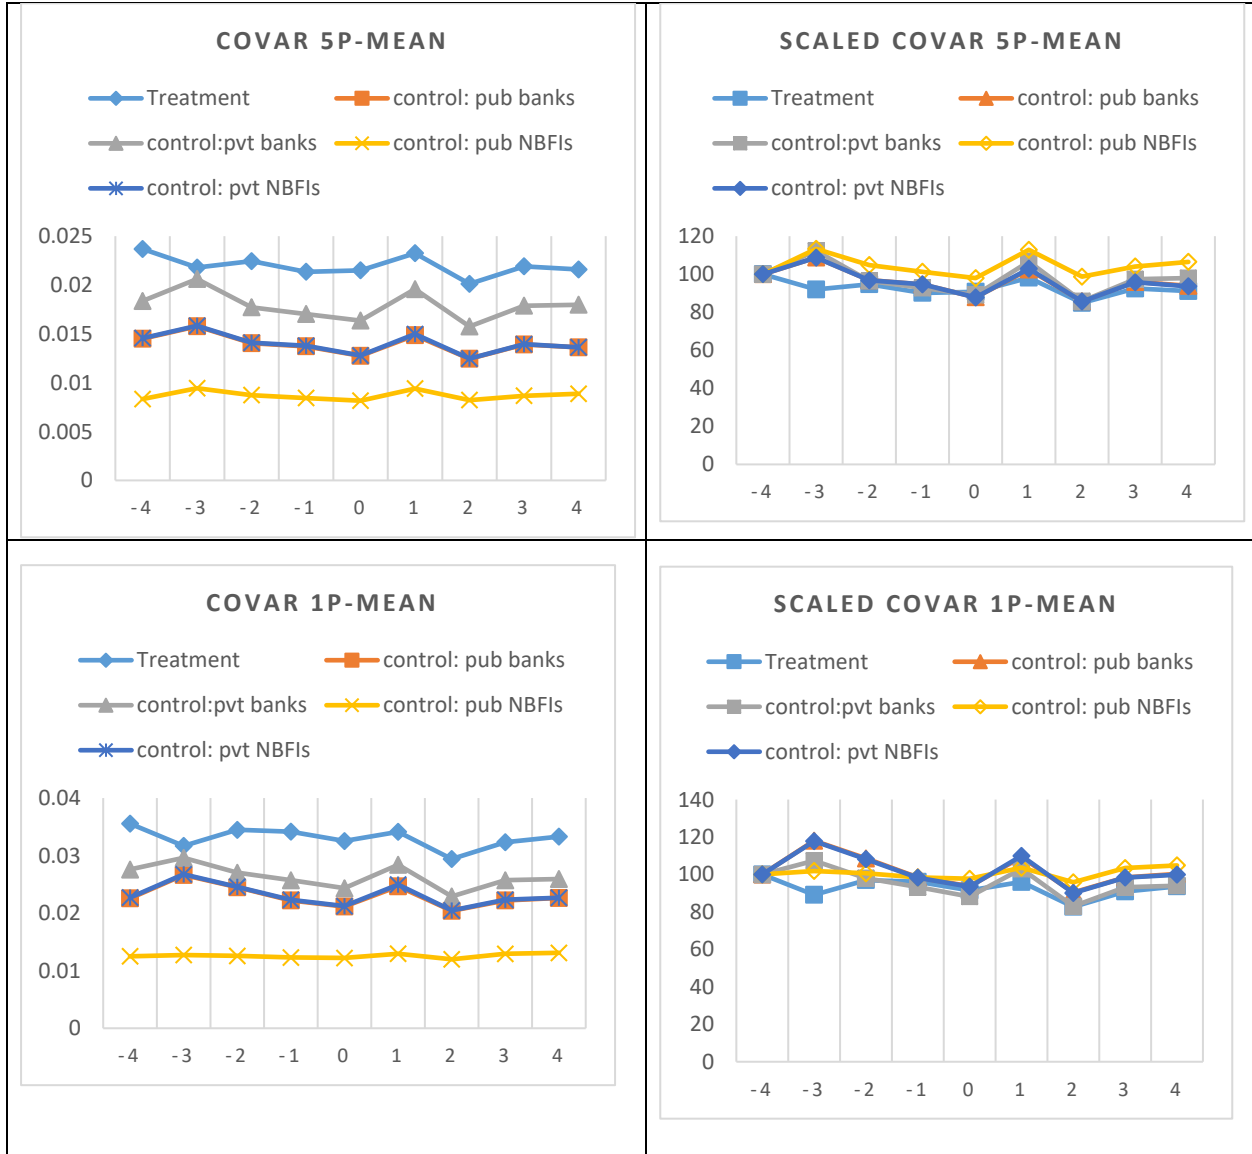 COVAR 5P-MEAN
Treatment control: pub banks
control:pvt banks control: pub NBFIs
control: pvt NBFIs
0.025
0.02
0.015
0.01
0.005
0
-4 -3 -2 -1 0 1 2 3 4
SCALED COVAR 5P-MEAN
Treatment control: pub banks
control:pvt banks control: pub NBFIs
control: pvt NBFIs
120
100
80
60
40
20
0
-4 -3 -2 -1 0 1 2 3 4
COVAR 1P-MEAN
Treatment control: pub banks
control:pvt banks control: pub NBFIs
control: pvt NBFIs
0.04
0.03
0.02
0.01
0
-4 -3 -2 -1 0 1 2 3 4
SCALED COVAR 1P-MEAN
Treatment control: pub banks
control:pvt banks control: pub NBFIs
control: pvt NBFIs
140
120
100
80
60
40
20
0
-4 -3 -2 -1 0 1 2 3 4